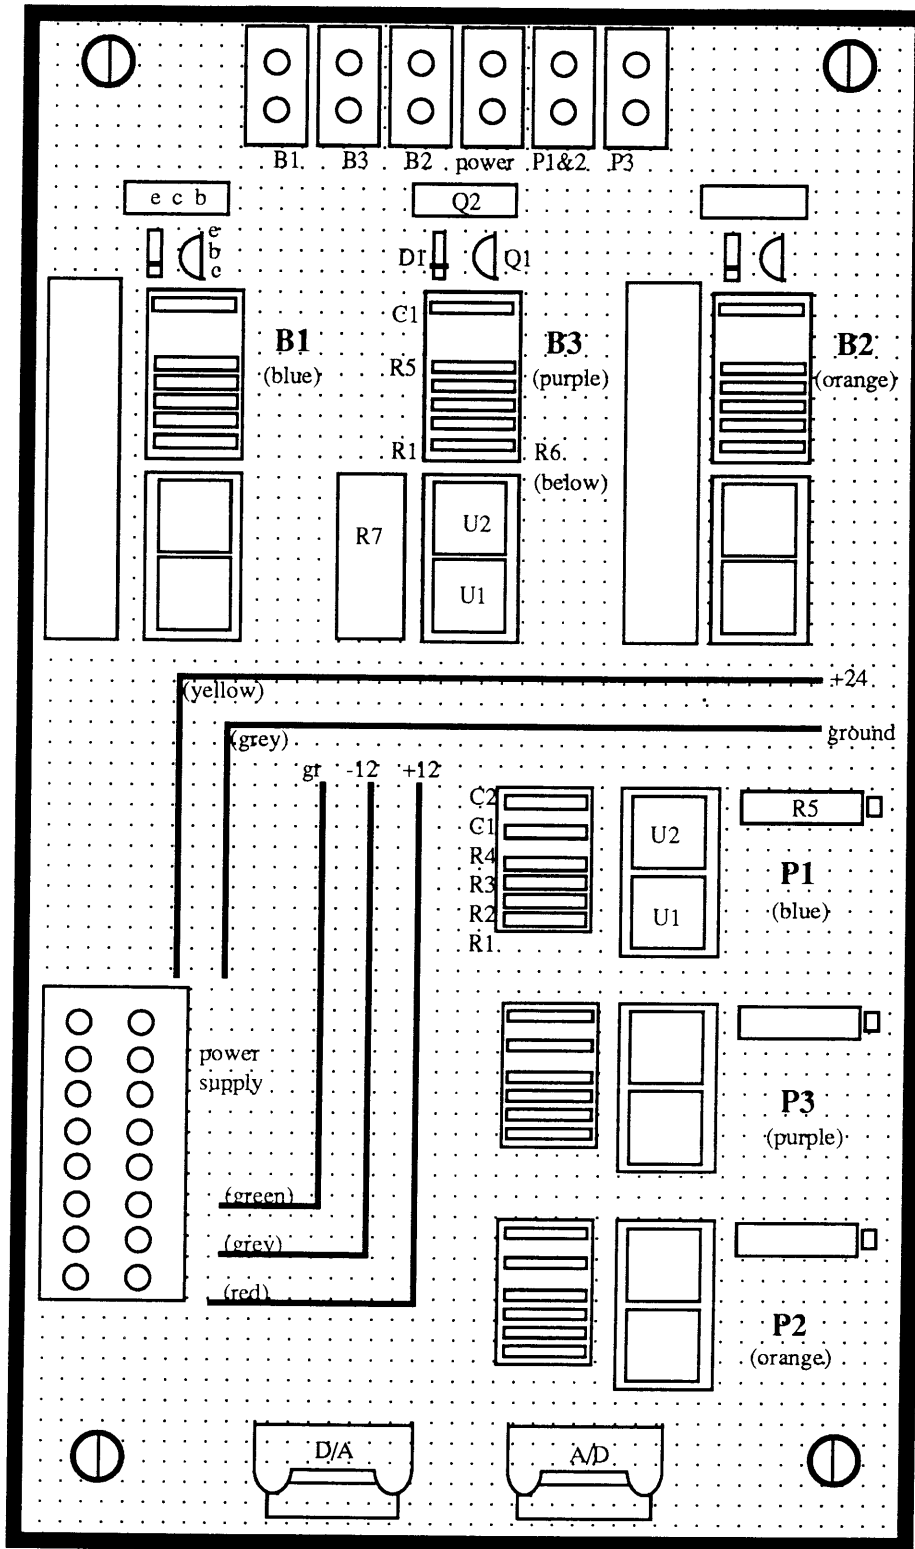 B1 B3 B2 power P1&2 P3
e c b Q2
e
b
c
D1 Q1
C1
B1
(blue)
B3
(purple)
B2
(orange)
R5
R1 R6
(below)
R7
U2
U1
(yellow) +24
(grey) ground
gr -12 +12
C2
C1
R4
R3
R2
R1
U2
U1
R5
P1
(blue)
power
supply
P3
(purple)
(green)
(grey)
(red)
P2
(orange)
D/A A/D